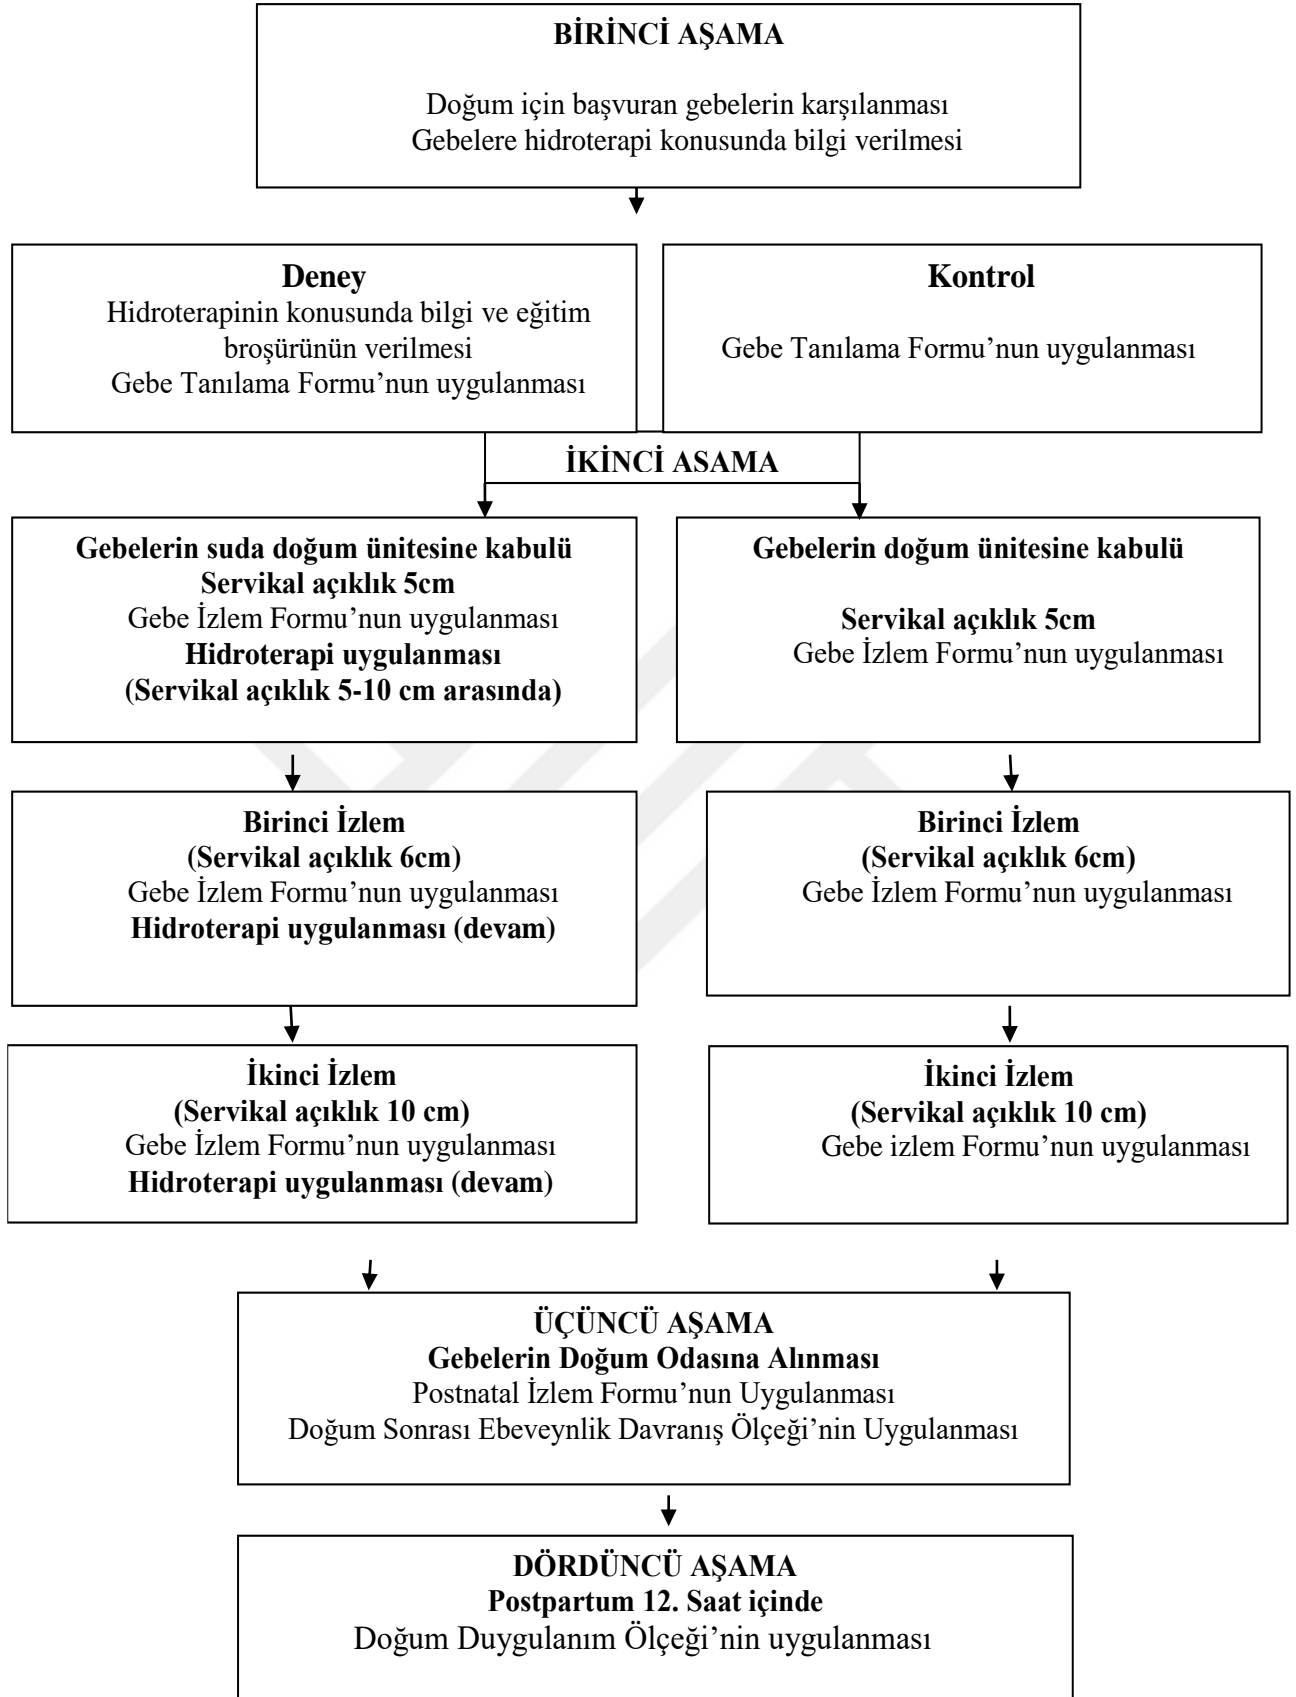 BİRİNCİ AŞAMA
Doğum için başvuran gebelerin karşılanması
Gebelere hidroterapi konusunda bilgi verilmesi
Deney
Hidroterapinin konusunda bilgi ve eğitim
broşürünün verilmesi
Gebe Tanılama Formu’nun uygulanması
Kontrol
Gebe Tanılama Formu’nun uygulanması
İKİNCİ ASAMA
Gebelerin suda doğum ünitesine kabulü
Servikal açıklık 5cm
Gebe İzlem Formu’nun uygulanması
Hidroterapi uygulanması
(Servikal açıklık 5-10 cm arasında)
Gebelerin doğum ünitesine kabulü
Servikal açıklık 5cm
Gebe İzlem Formu’nun uygulanması
Birinci İzlem
(Servikal açıklık 6cm)
Gebe İzlem Formu’nun uygulanması
Hidroterapi uygulanması (devam)
Birinci İzlem
(Servikal açıklık 6cm)
Gebe İzlem Formu’nun uygulanması
İkinci İzlem
(Servikal açıklık 10 cm)
Gebe İzlem Formu’nun uygulanması
Hidroterapi uygulanması (devam)
İkinci İzlem
(Servikal açıklık 10 cm)
Gebe izlem Formu’nun uygulanması
ÜÇÜNCÜ AŞAMA
Gebelerin Doğum Odasına Alınması
Postnatal İzlem Formu’nun Uygulanması
Doğum Sonrası Ebeveynlik Davranış Ölçeği’nin Uygulanması
DÖRDÜNCÜ AŞAMA
Postpartum 12. Saat içinde
Doğum Duygulanım Ölçeği’nin uygulanması